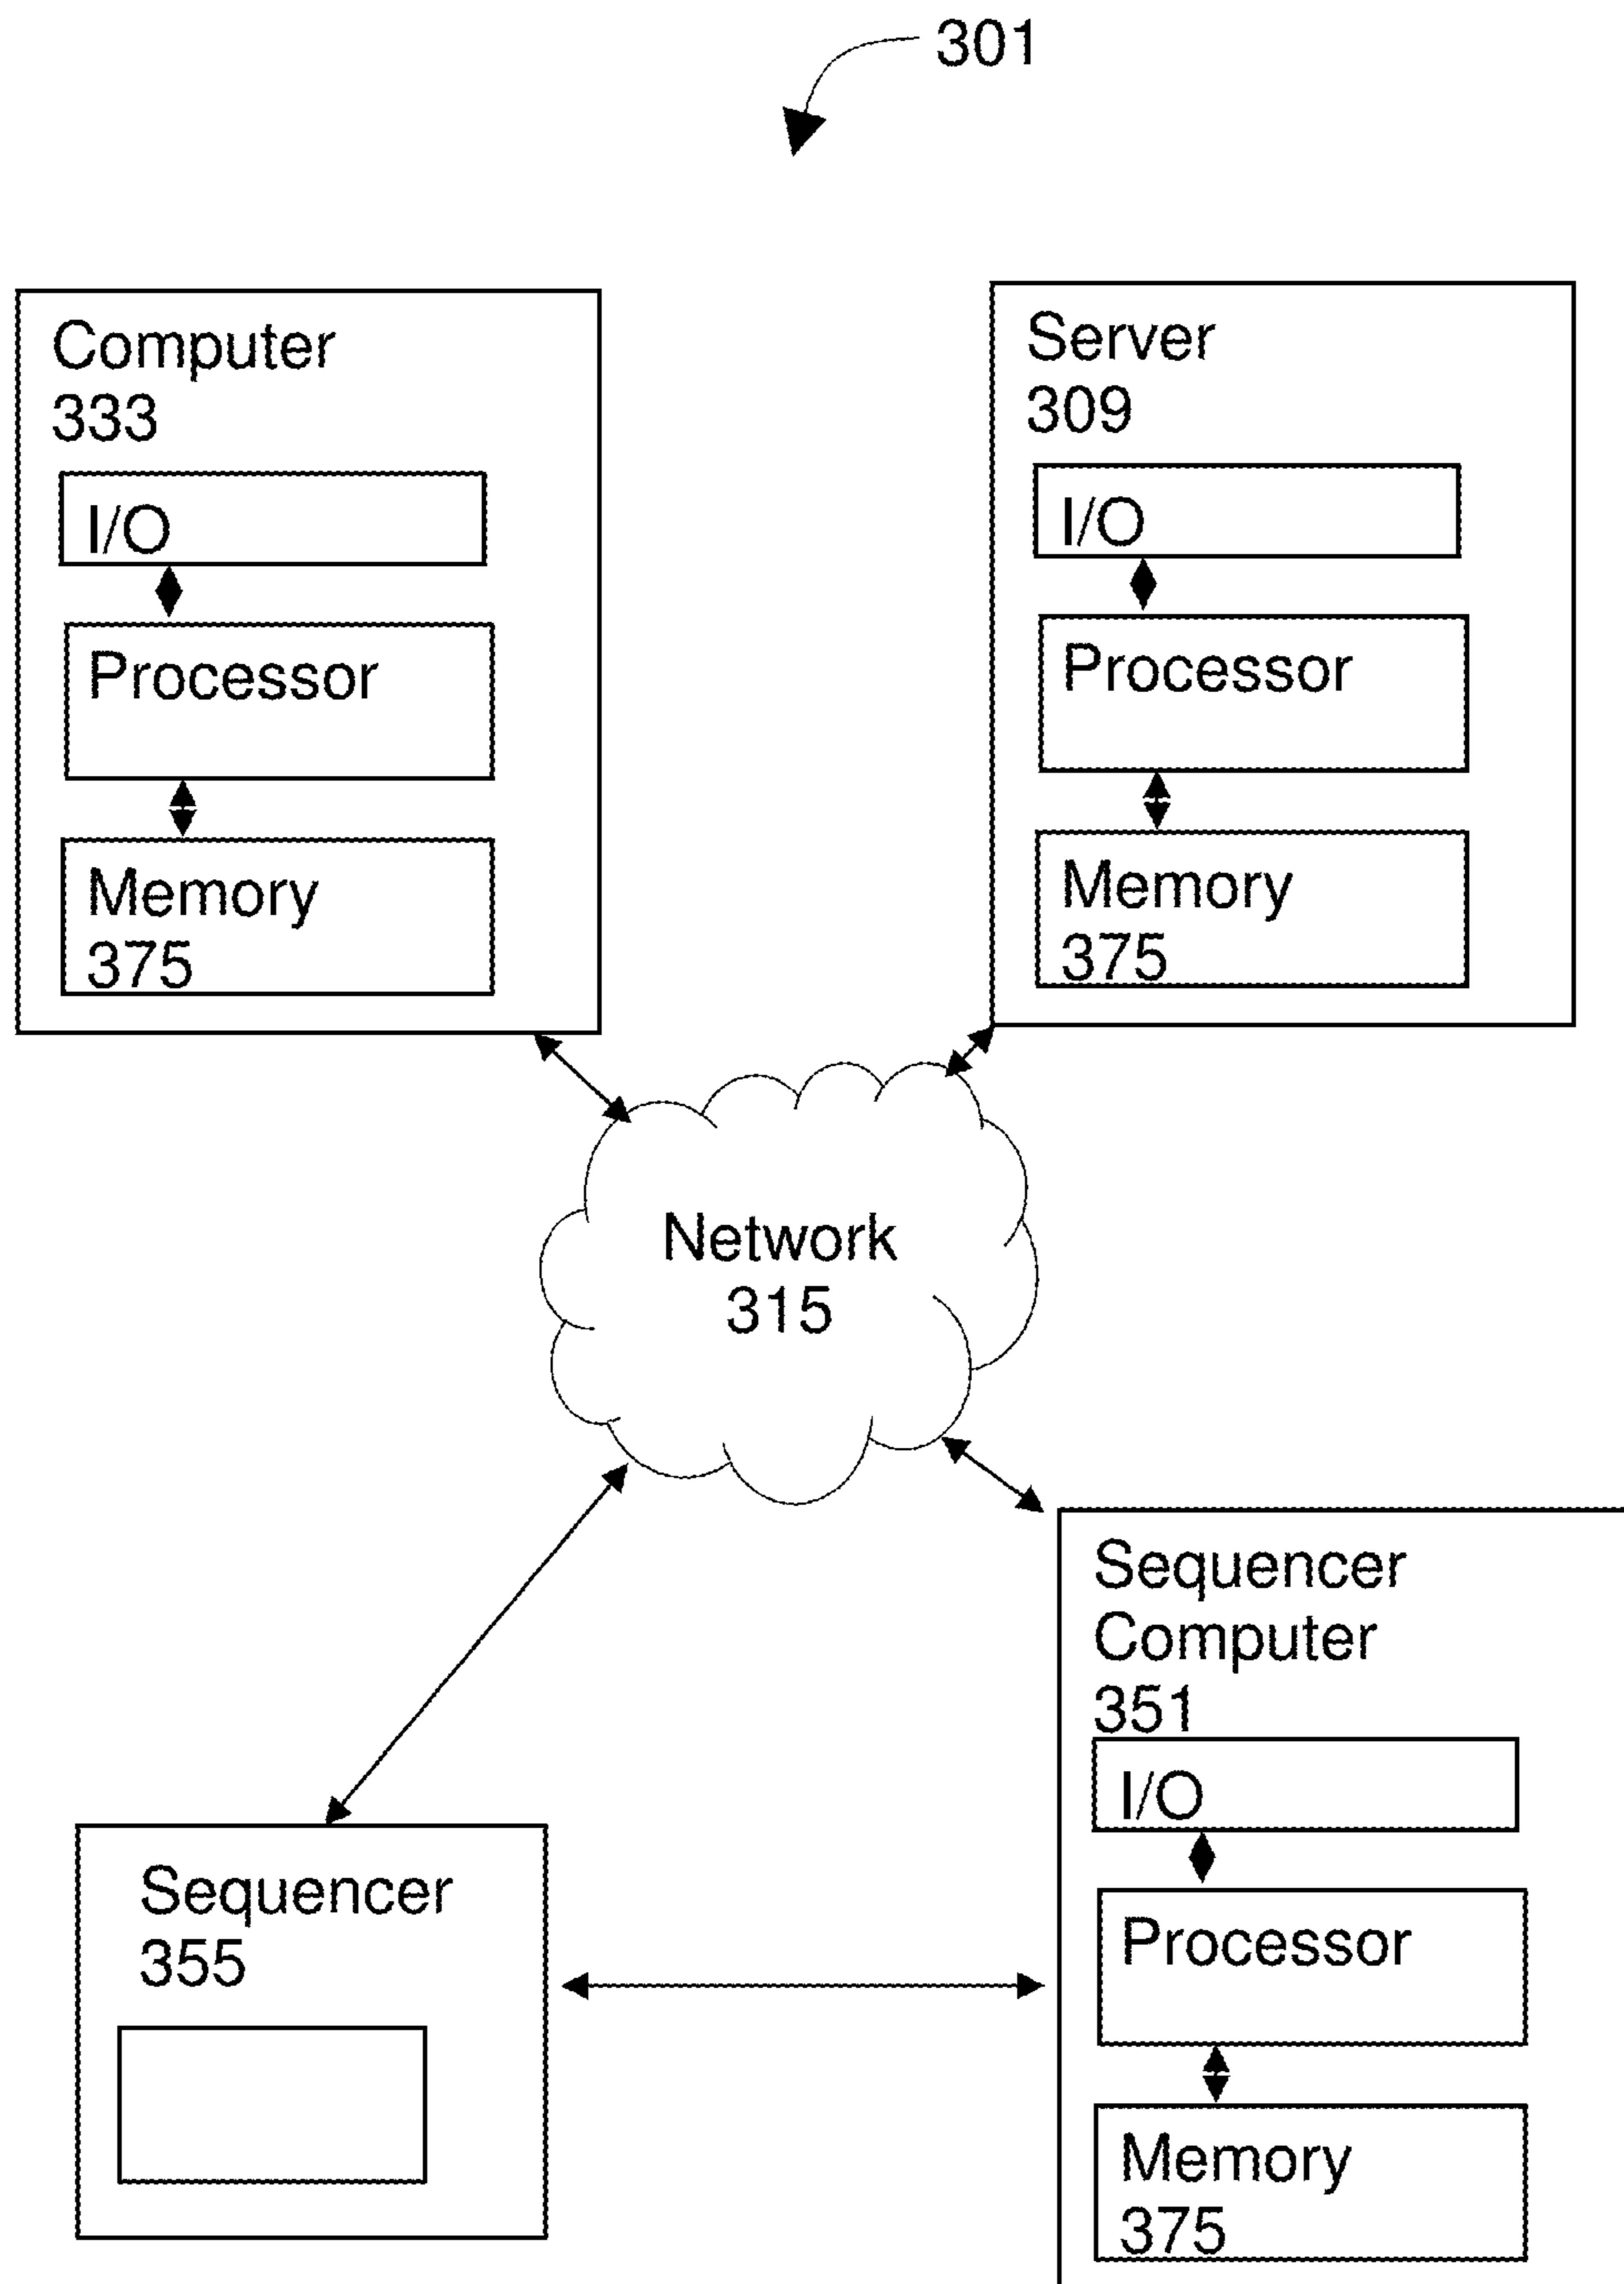 301
Computer
333
I/O
Processor
Memory
375
Server
309
I/O
Processor
Memory
375
Network
315
Sequencer
355
Sequencer
Computer
351
I/O
Processor
Memory
375